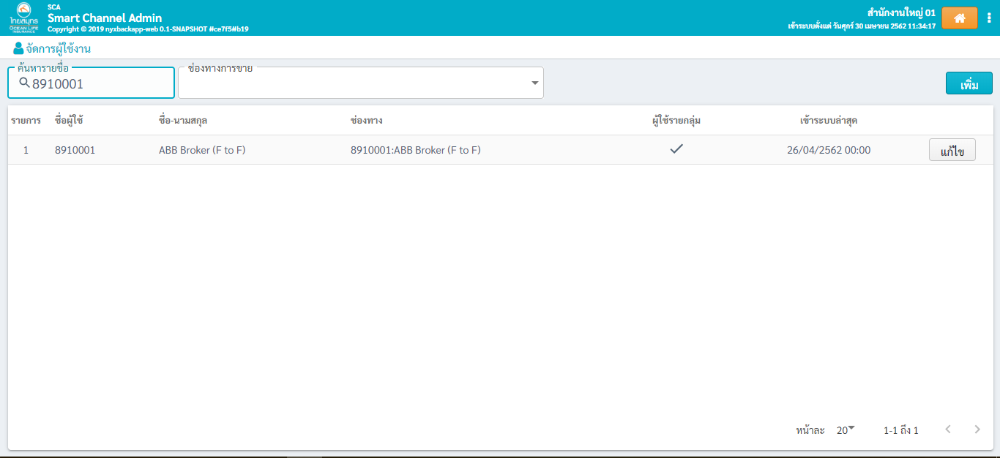 ไทยสมุทร
OCEAN LIFE
INSURANCE
SCA
Smart Channel Admin
Copyright © 2019 nyxbackapp-web 0.1-SNAPSHOT #ce7f5#b19
สำนักงานใหญ่ 01
เข้าระบบตั้งแต่ วันศุกร์ 30 เมษายน 2562 11:34:17
จัดการผู้ใช้งาน
ค้นหารายชื่อ
8910001
ช่องทางการขาย
เพิ่ม
รายการ ชื่อผู้ใช้ ชื่อ-นามสกุล ช่องทาง ผู้ใช้รายกลุ่ม เข้าระบบล่าสุด
1 8910001 ABB Broker (F to F) 8910001:ABB Broker (F to F) 26/04/2562 00:00 แก้ไข
หน้าละ 20 1-1 ถึง 1